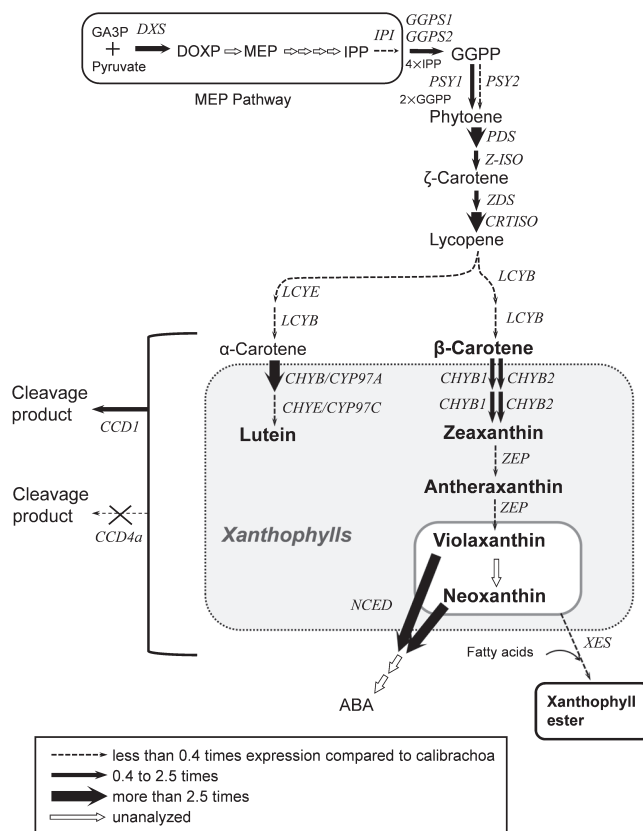 GA3P
DXS
+
Pyruvate
DOXP
MEP
IPP
IPI
MEP Pathway
GGPS1
GGPS2
4×IPP
GGPP
PSY1
PSY2
2×GGPP
Phytoene
PDS
Z-ISO
ζ-Carotene
ZDS
CRTISO
Lycopene
LCYE
LCYB
LCYB
LCYB
α-Carotene
β-Carotene
CHYB/CYP97A
CHYB1
CHYB2
CHYE/CYP97C
CHYB1
CHYB2
Lutein
Zeaxanthin
ZEP
Antheraxanthin
ZEP
Xanthophylls
Violaxanthin
Neoxanthin
NCED
Cleavage
product
CCD1
Cleavage
product
CCD4a
XES
Fatty acids
ABA
Xanthophyll
ester
less than 0.4 times expression compared to calibrachoa
0.4 to 2.5 times
more than 2.5 times
unanalyzed